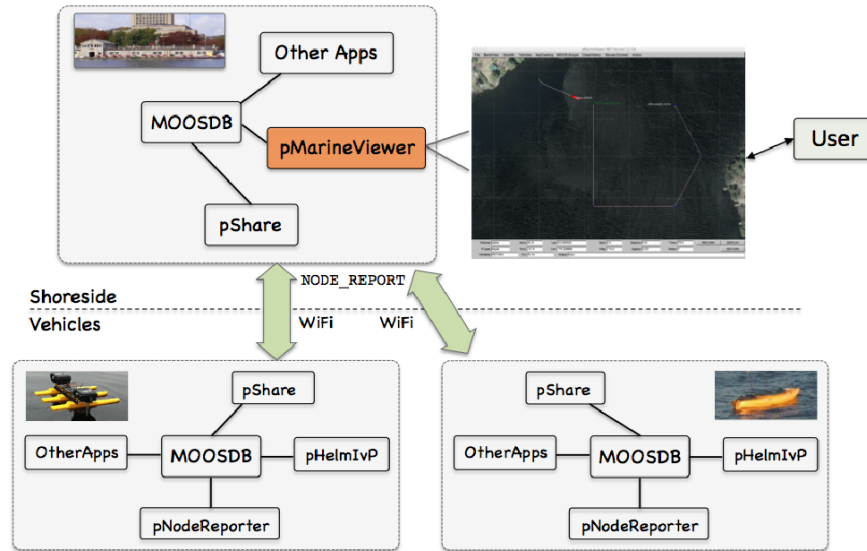 Other Apps
MOOSDB
pMarineViewer
User
pShare
NODE_REPORT
Shoreside
Vehicles
WiFi
WiFi
pShare
OtherApps
MOOSDB
pHelmIvP
pNodeReporter
pShare
OtherApps
MOOSDB
pHelmIvP
pNodeReporter